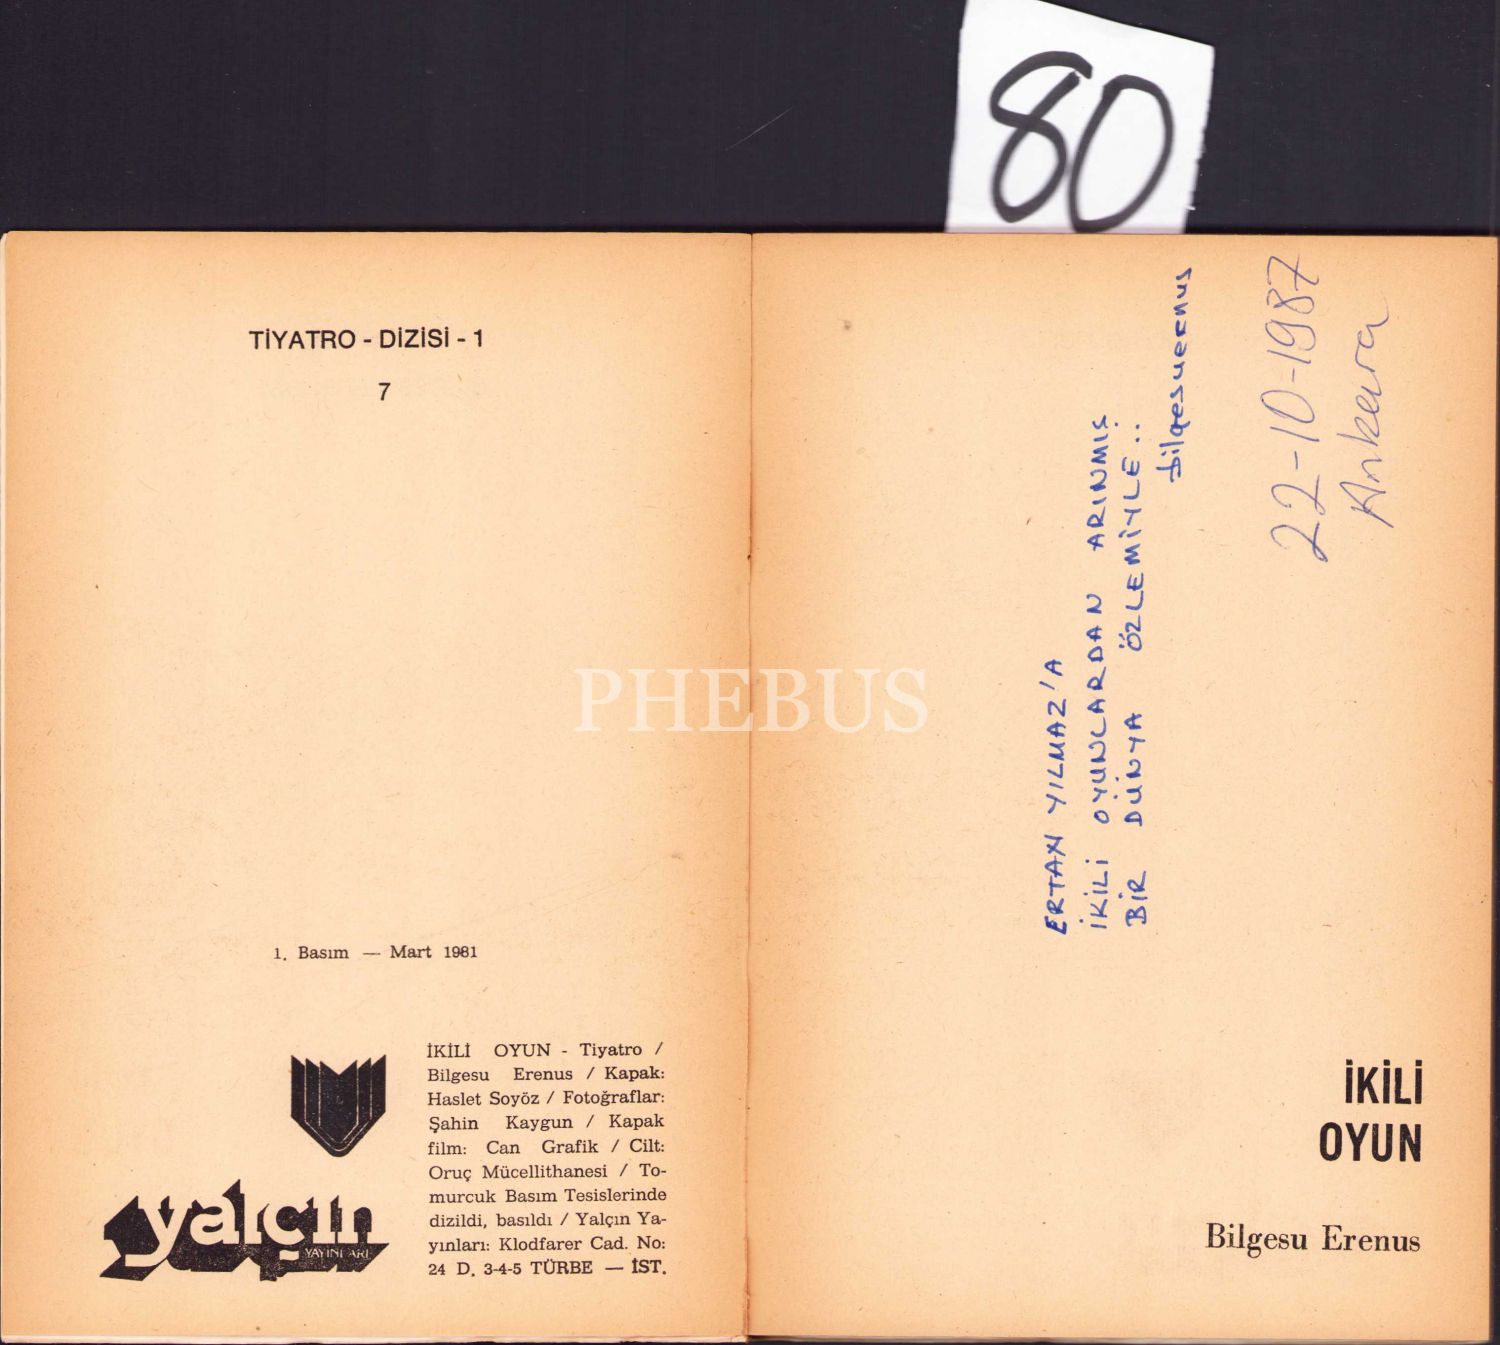 80
TİYATRO - DİZİSİ - 1
7
1. Basım — Mart 1981
İKİLİ OYUN - Tiyatro /
Bilgesu Erenus / Kapak:
Haslet Soyöz / Fotoğraflar:
Şahin Kaygun / Kapak
film: Can Grafik / Cilt:
Oruç Mücellithanesi / To-
murcuk Basım Tesislerinde
dizildi, basıldı / Yalçın Ya-
yınları: Klodfarer Cad. No:
24 D. 3-4-5 TÜRBE — İST.
yalçın
YAYINLARI
PHEBUS
ERTAN YILMAZ'A
İKİLİ OYUNLARDAN ARINMIŞ
BİR DÜNYA ÖZLEMİYLE..
bilgesuerenus
22-10-1987
Ankara
İKİLİ
OYUN
Bilgesu Erenus